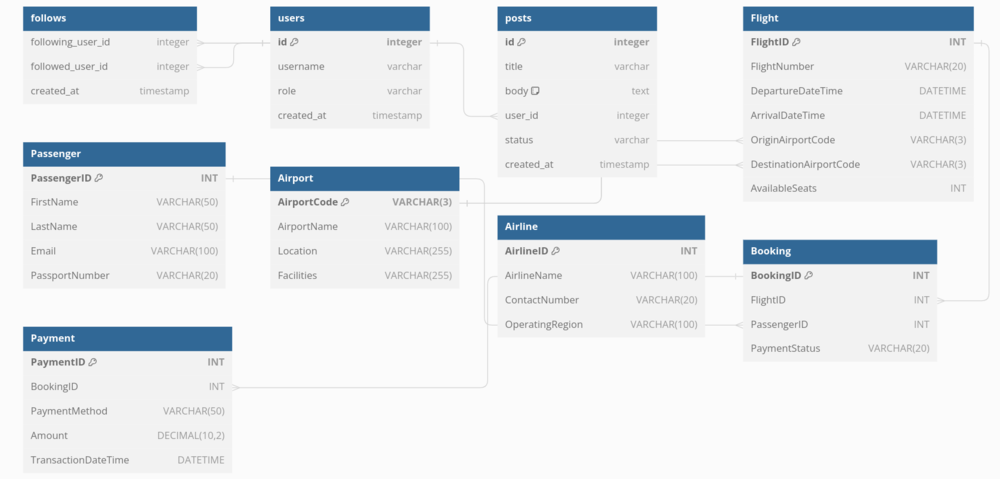 follows
following_user_id integer
followed_user_id integer
created_at timestamp
users
id integer
username varchar
role varchar
created_at timestamp
posts
id integer
title varchar
body text
user_id integer
status varchar
created_at timestamp
Flight
FlightID INT
FlightNumber VARCHAR(20)
DepartureDateTime DATETIME
ArrivalDateTime DATETIME
OriginAirportCode VARCHAR(3)
DestinationAirportCode VARCHAR(3)
AvailableSeats INT
Passenger
PassengerID INT
FirstName VARCHAR(50)
LastName VARCHAR(50)
Email VARCHAR(100)
PassportNumber VARCHAR(20)
Airport
AirportCode VARCHAR(3)
AirportName VARCHAR(100)
Location VARCHAR(255)
Facilities VARCHAR(255)
Airline
AirlineID INT
AirlineName VARCHAR(100)
ContactNumber VARCHAR(20)
OperatingRegion VARCHAR(100)
Booking
BookingID INT
FlightID INT
PassengerID INT
PaymentStatus VARCHAR(20)
Payment
PaymentID INT
BookingID INT
PaymentMethod VARCHAR(50)
Amount DECIMAL(10,2)
TransactionDateTime DATETIME